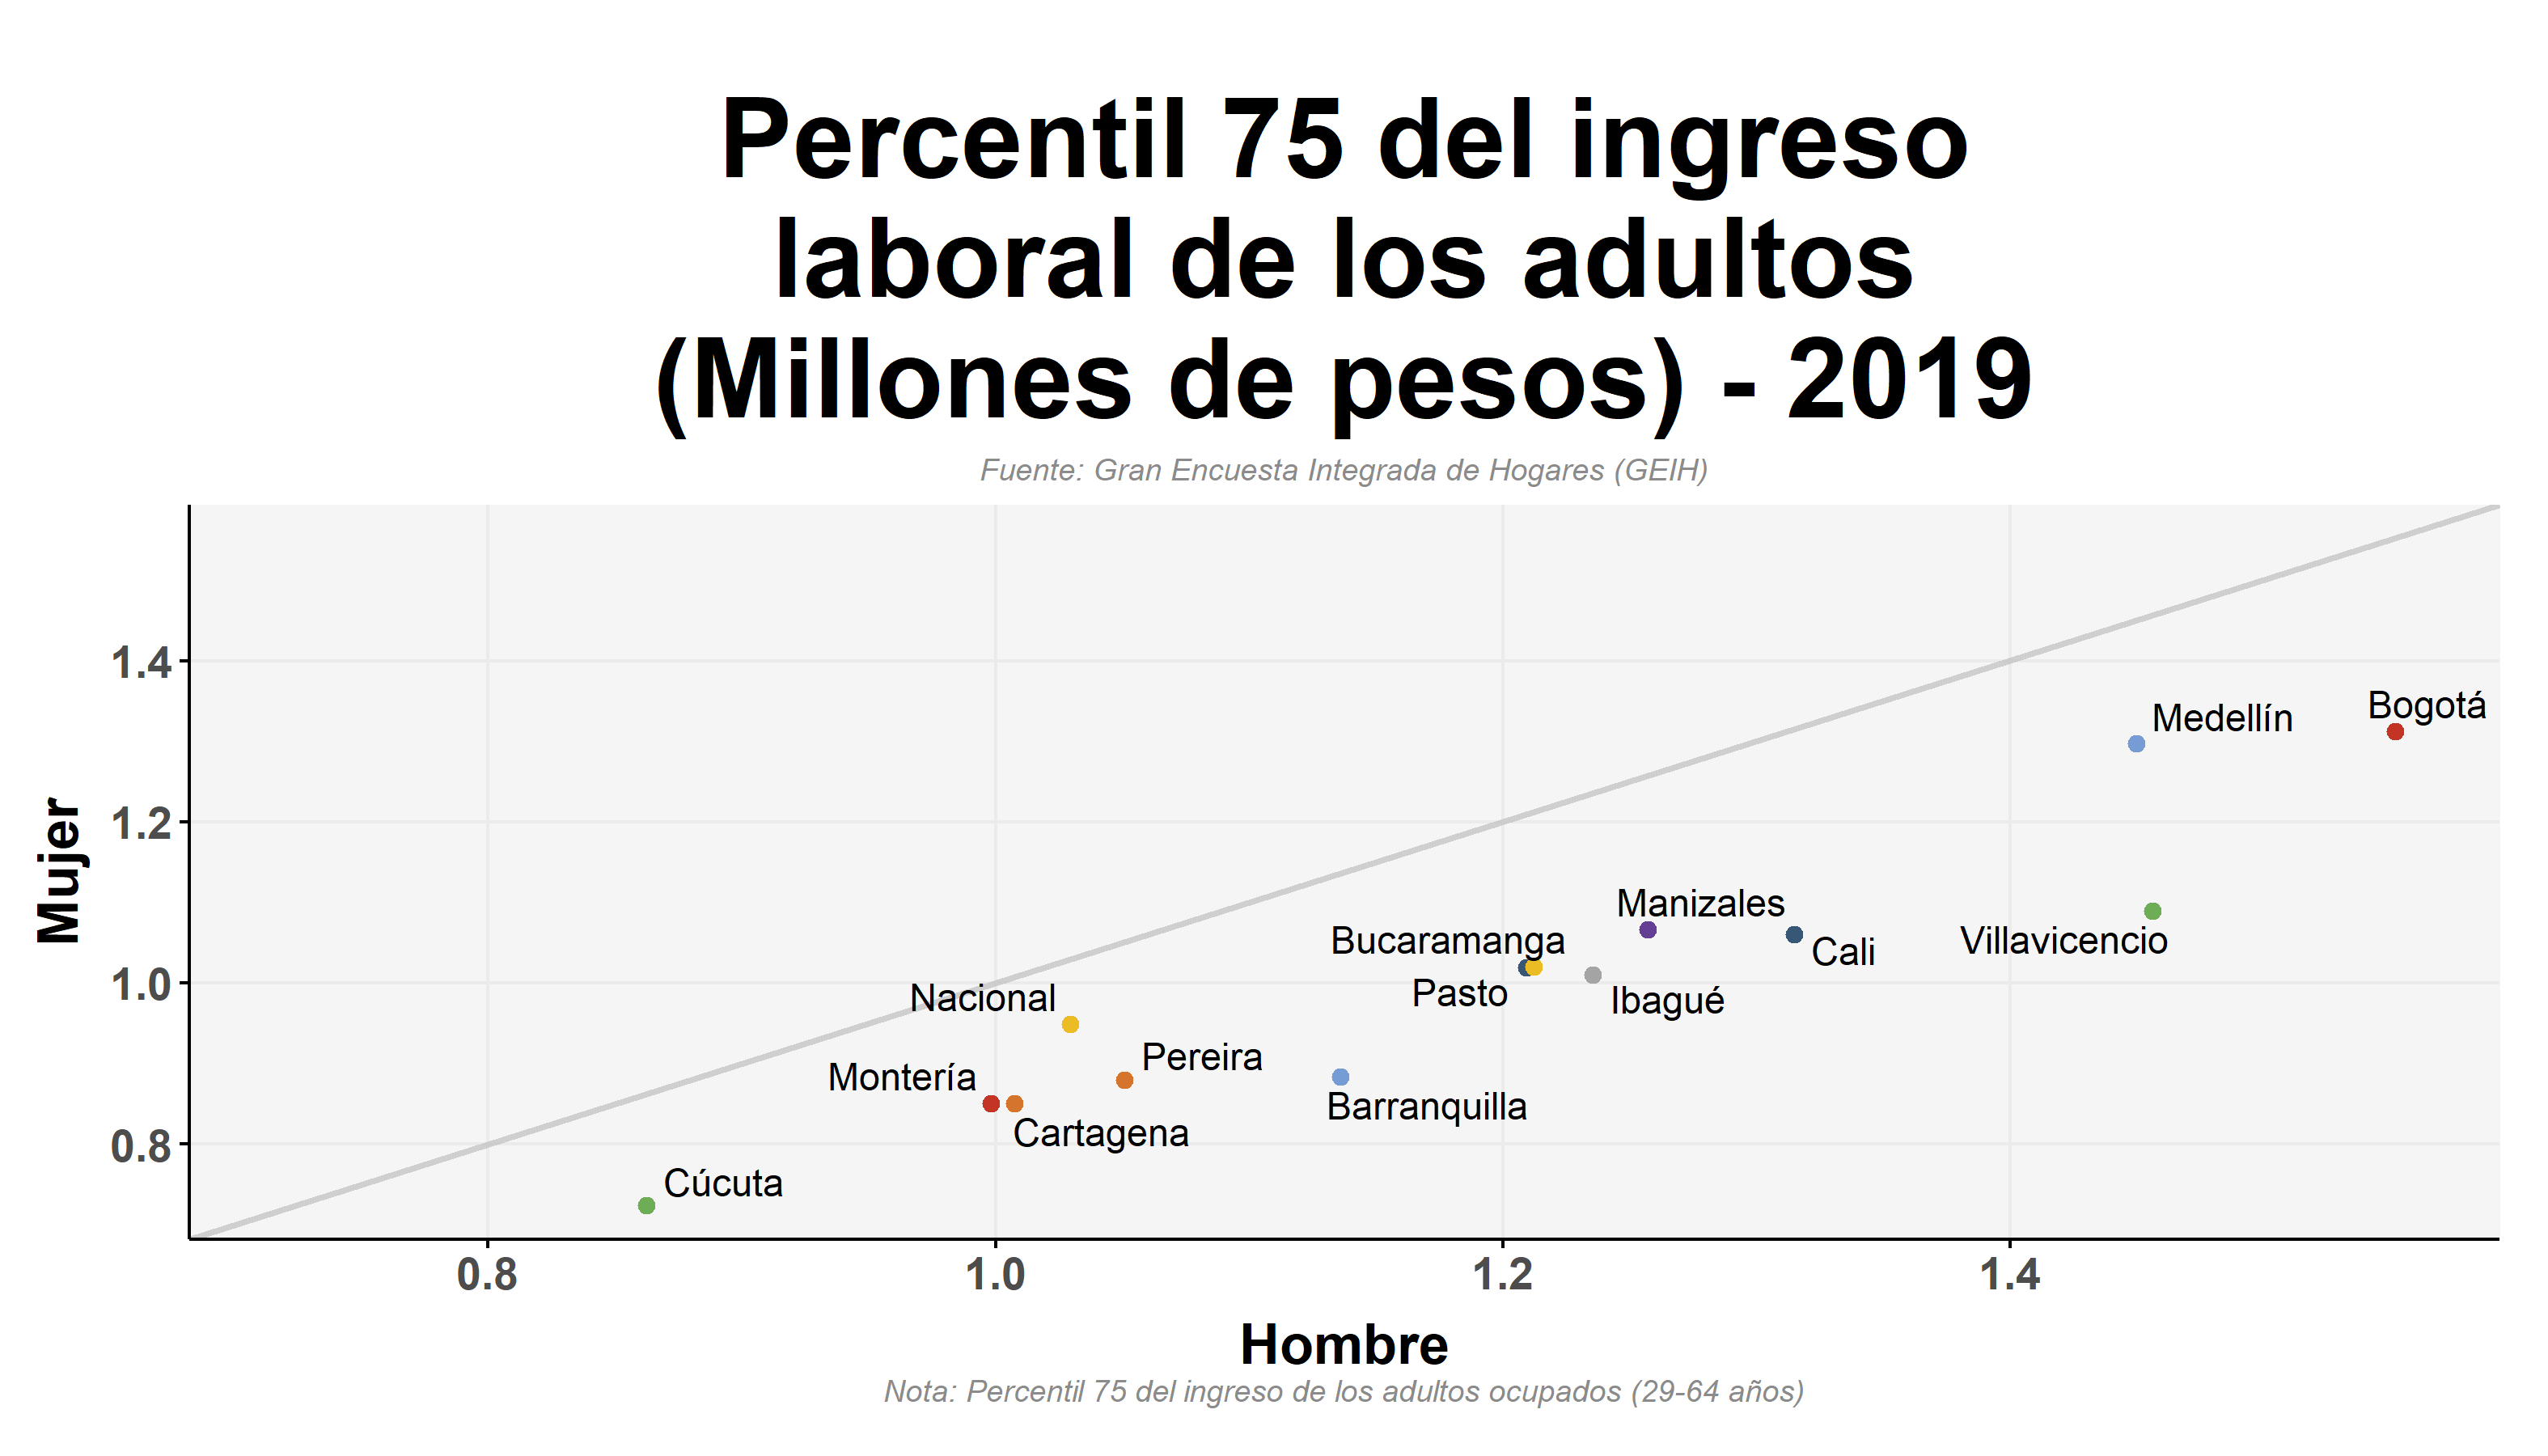 Percentil 75 del ingreso
laboral de los adultos
(Millones de pesos) - 2019
Fuente: Gran Encuesta Integrada de Hogares (GEIH)
Mujer
1.4
1.2
1.0
0.8
Bogotá
Medellín
Manizales
Bucaramanga
Villavicencio
Cali
Pasto
Nacional
Ibagué
Pereira
Montería
Barranquilla
Cartagena
Cúcuta
0.8
1.0
1.2
1.4
Hombre
Nota: Percentil 75 del ingreso de los adultos ocupados (29-64 años)